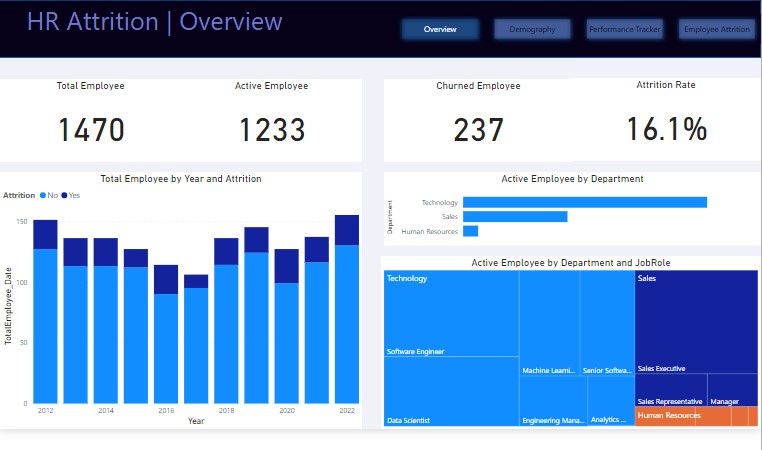 HR Attrition | Overview
Overview
Demography
Performance Tracker
Employee Attrition
Total Employee
1470
Active Employee
1233
Churned Employee
237
Attrition Rate
16.1%
Total Employee by Year and Attrition
Attrition No Yes
TotalEmployee_Date
150
100
50
0
2012 2014 2016 2018 2020 2022
Year
Active Employee by Department
Department
Technology
Sales
Human Resources
Active Employee by Department and JobRole
Technology
Software Engineer
Data Scientist
Machine Learni...
Senior Softwa...
Engineering Mana...
Analytics ...
Sales
Sales Executive
Sales Representative
Manager
Human Resources